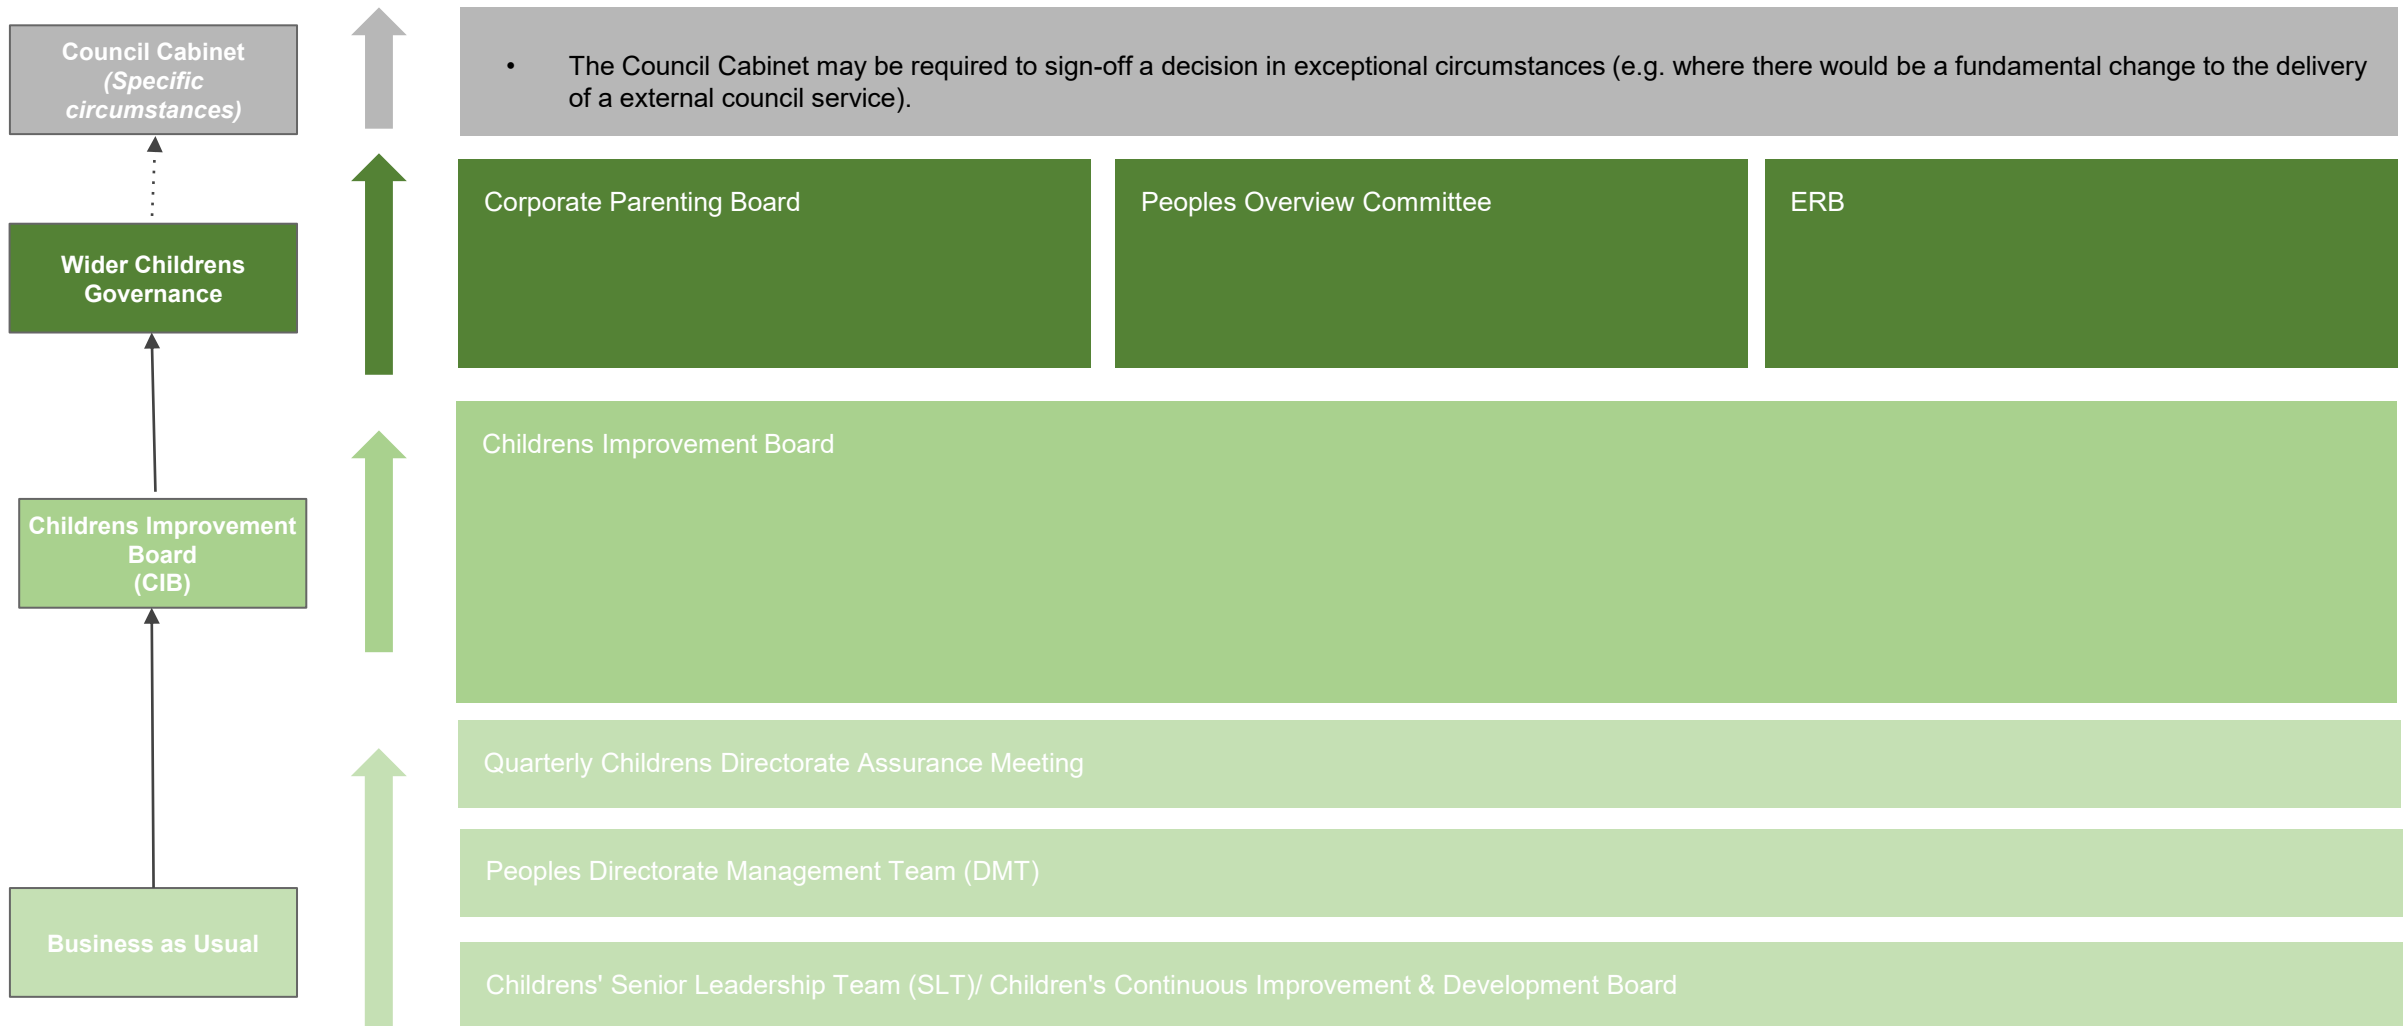 Council Cabinet
(Specific
circumstances)
• The Council Cabinet may be required to sign-off a decision in exceptional circumstances (e.g. where there would be a fundamental change to the delivery
of a external council service).
Wider Childrens
Governance
Corporate Parenting Board
Peoples Overview Committee
ERB
Childrens Improvement
Board
(CIB)
Childrens Improvement Board
Business as Usual
Quarterly Childrens Directorate Assurance Meeting
Peoples Directorate Management Team (DMT)
Childrens' Senior Leadership Team (SLT)/ Children's Continuous Improvement & Development Board